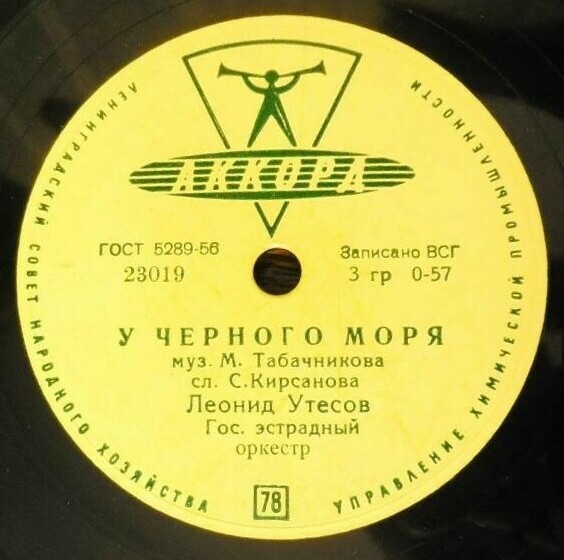 ЛЕНИНГРАДСКИЙ СОВЕТ НАРОДНОГО ХОЗЯЙСТВА
УПРАВЛЕНИЕ ХИМИЧЕСКОЙ ПРОМЫШЛЕННОСТИ
АККОРД
ГОСТ 5289-56
23019
Записано ВСГ
3 гр 0-57
У ЧЕРНОГО МОРЯ
муз. М. Табачникова
сл. С.Кирсанова
Леонид Утесов
Гос. эстрадный
оркестр
78